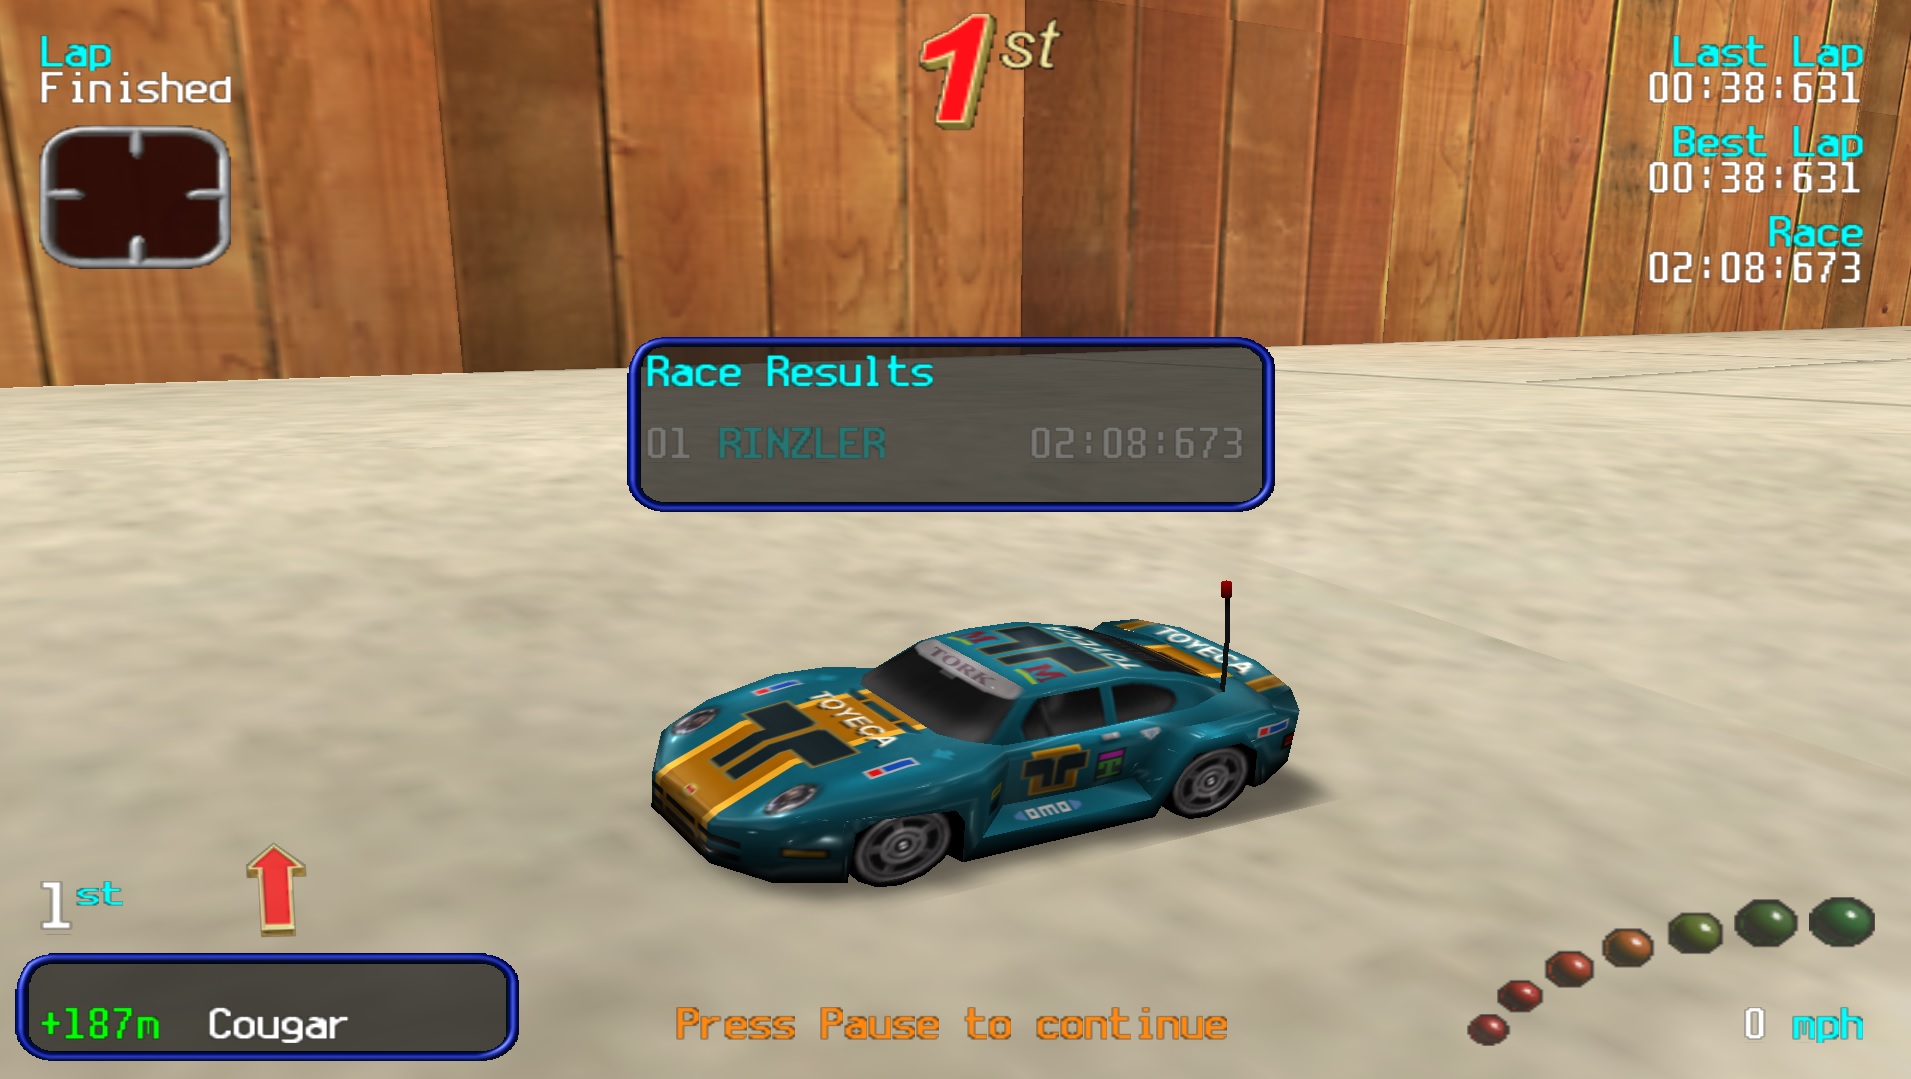 Lap
Finished
1st
Last Lap
00:38:631
Best Lap
00:38:631
Race
02:08:673
Race Results
01 RINZLER 02:08:673
TOYECA
TORK
M
M
TOYECA
TOYECA
OMO
1st
+187m Cougar
Press Pause to continue
0 mph